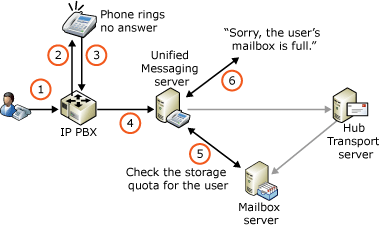 Phone rings
no answer
"Sorry, the user's
mailbox is full."
Unified
Messaging
server
2
3
6
1
4
IP PBX
5
Hub
Transport
server
Check the storage
quota for the user
Mailbox
server